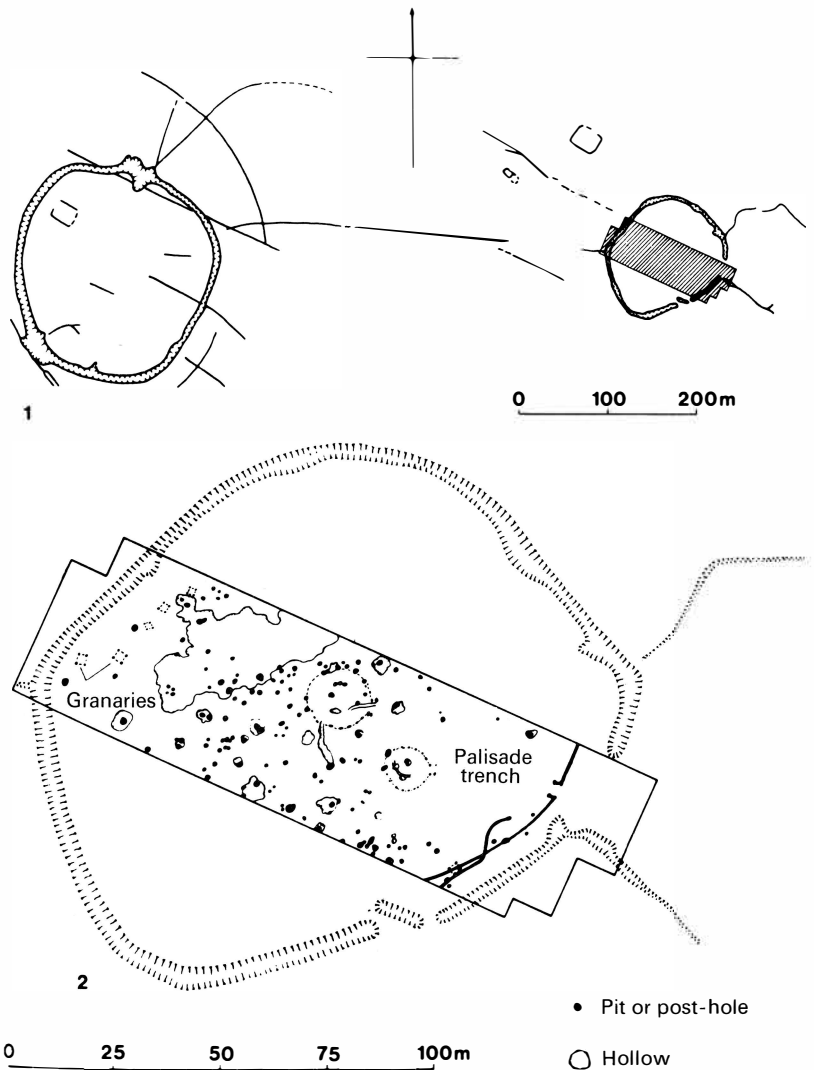 1
0 100 200m
Granaries
Palisade
trench
2
Pit or post-hole
0 25 50 75 100m
Hollow